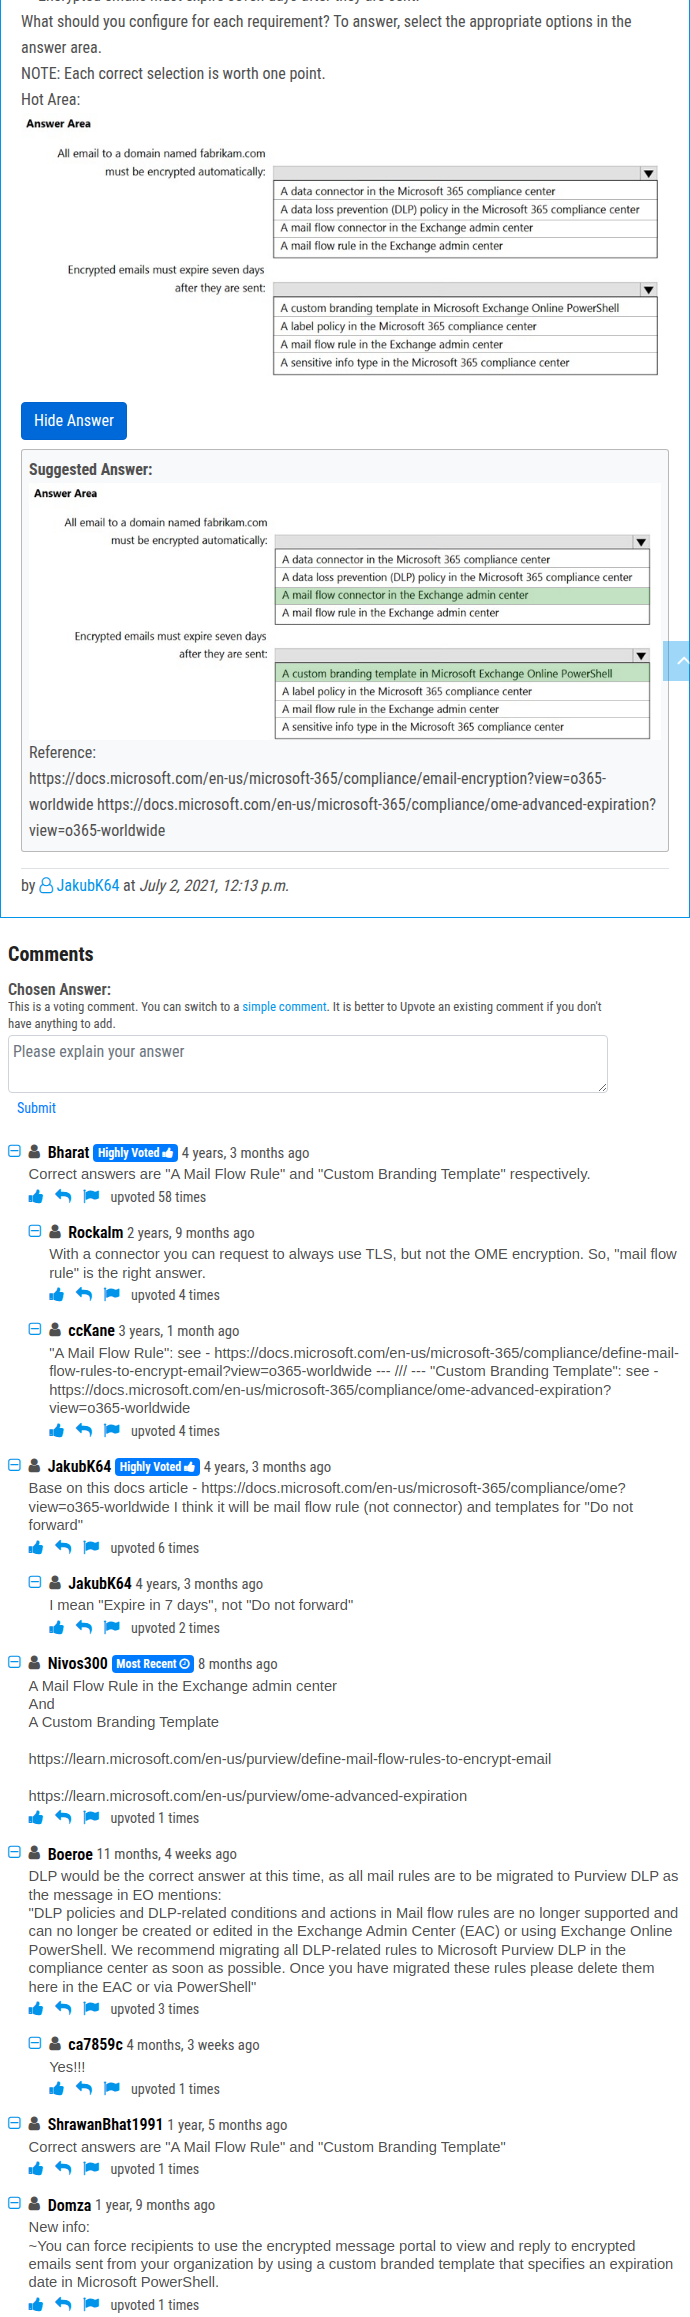 What should you configure for each requirement? To answer, select the appropriate options in the
answer area.
NOTE: Each correct selection is worth one point.
Hot Area:
Answer Area
All email to a domain named fabrikam.com
must be encrypted automatically:
A data connector in the Microsoft 365 compliance center
A data loss prevention (DLP) policy in the Microsoft 365 compliance center
A mail flow connector in the Exchange admin center
A mail flow rule in the Exchange admin center
Encrypted emails must expire seven days
after they are sent:
A custom branding template in Microsoft Exchange Online PowerShell
A label policy in the Microsoft 365 compliance center
A mail flow rule in the Exchange admin center
A sensitive info type in the Microsoft 365 compliance center
Hide Answer
Suggested Answer:
Answer Area
All email to a domain named fabrikam.com
must be encrypted automatically:
A data connector in the Microsoft 365 compliance center
A data loss prevention (DLP) policy in the Microsoft 365 compliance center
A mail flow connector in the Exchange admin center
A mail flow rule in the Exchange admin center
Encrypted emails must expire seven days
after they are sent:
A custom branding template in Microsoft Exchange Online PowerShell
A label policy in the Microsoft 365 compliance center
A mail flow rule in the Exchange admin center
A sensitive info type in the Microsoft 365 compliance center
Reference:
https://docs.microsoft.com/en-us/microsoft-365/compliance/email-encryption?view=o365-
worldwide https://docs.microsoft.com/en-us/microsoft-365/compliance/ome-advanced-expiration?
view=o365-worldwide
by JakubK64 at July 2, 2021, 12:13 p.m.
Comments
Chosen Answer:
This is a voting comment. You can switch to a simple comment. It is better to Upvote an existing comment if you don't
have anything to add.
Please explain your answer
Submit
Bharat Highly Voted 4 years, 3 months ago
Correct answers are "A Mail Flow Rule" and "Custom Branding Template" respectively.
upvoted 58 times
Rockalm 2 years, 9 months ago
With a connector you can request to always use TLS, but not the OME encryption. So, "mail flow
rule" is the right answer.
upvoted 4 times
ccKane 3 years, 1 month ago
"A Mail Flow Rule": see - https://docs.microsoft.com/en-us/microsoft-365/compliance/define-mail-
flow-rules-to-encrypt-email?view=o365-worldwide --- /// --- "Custom Branding Template": see -
https://docs.microsoft.com/en-us/microsoft-365/compliance/ome-advanced-expiration?
view=o365-worldwide
upvoted 4 times
JakubK64 Highly Voted 4 years, 3 months ago
Base on this docs article - https://docs.microsoft.com/en-us/microsoft-365/compliance/ome?
view=o365-worldwide I think it will be mail flow rule (not connector) and templates for "Do not
forward"
upvoted 6 times
JakubK64 4 years, 3 months ago
I mean "Expire in 7 days", not "Do not forward"
upvoted 2 times
Nivos300 Most Recent 8 months ago
A Mail Flow Rule in the Exchange admin center
And
A Custom Branding Template
https://learn.microsoft.com/en-us/purview/define-mail-flow-rules-to-encrypt-email
https://learn.microsoft.com/en-us/purview/ome-advanced-expiration
upvoted 1 times
Boeroe 11 months, 4 weeks ago
DLP would be the correct answer at this time, as all mail rules are to be migrated to Purview DLP as
the message in EO mentions:
"DLP policies and DLP-related conditions and actions in Mail flow rules are no longer supported and
can no longer be created or edited in the Exchange Admin Center (EAC) or using Exchange Online
PowerShell. We recommend migrating all DLP-related rules to Microsoft Purview DLP in the
compliance center as soon as possible. Once you have migrated these rules please delete them
here in the EAC or via PowerShell"
upvoted 3 times
ca7859c 4 months, 3 weeks ago
Yes!!!
upvoted 1 times
ShrawanBhat1991 1 year, 5 months ago
Correct answers are "A Mail Flow Rule" and "Custom Branding Template"
upvoted 1 times
Domza 1 year, 9 months ago
New info:
~You can force recipients to use the encrypted message portal to view and reply to encrypted
emails sent from your organization by using a custom branded template that specifies an expiration
date in Microsoft PowerShell.
upvoted 1 times